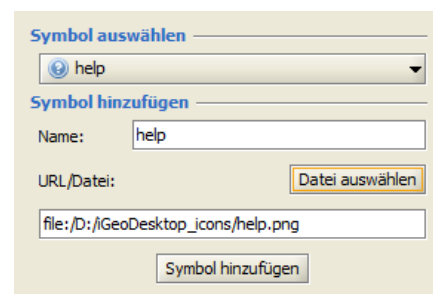 Symbol auswählen
help
Symbol hinzufügen
Name: help
URL/Datei: Datei auswählen
file:/D:/iGeoDesktop_icons/help.png
Symbol hinzufügen